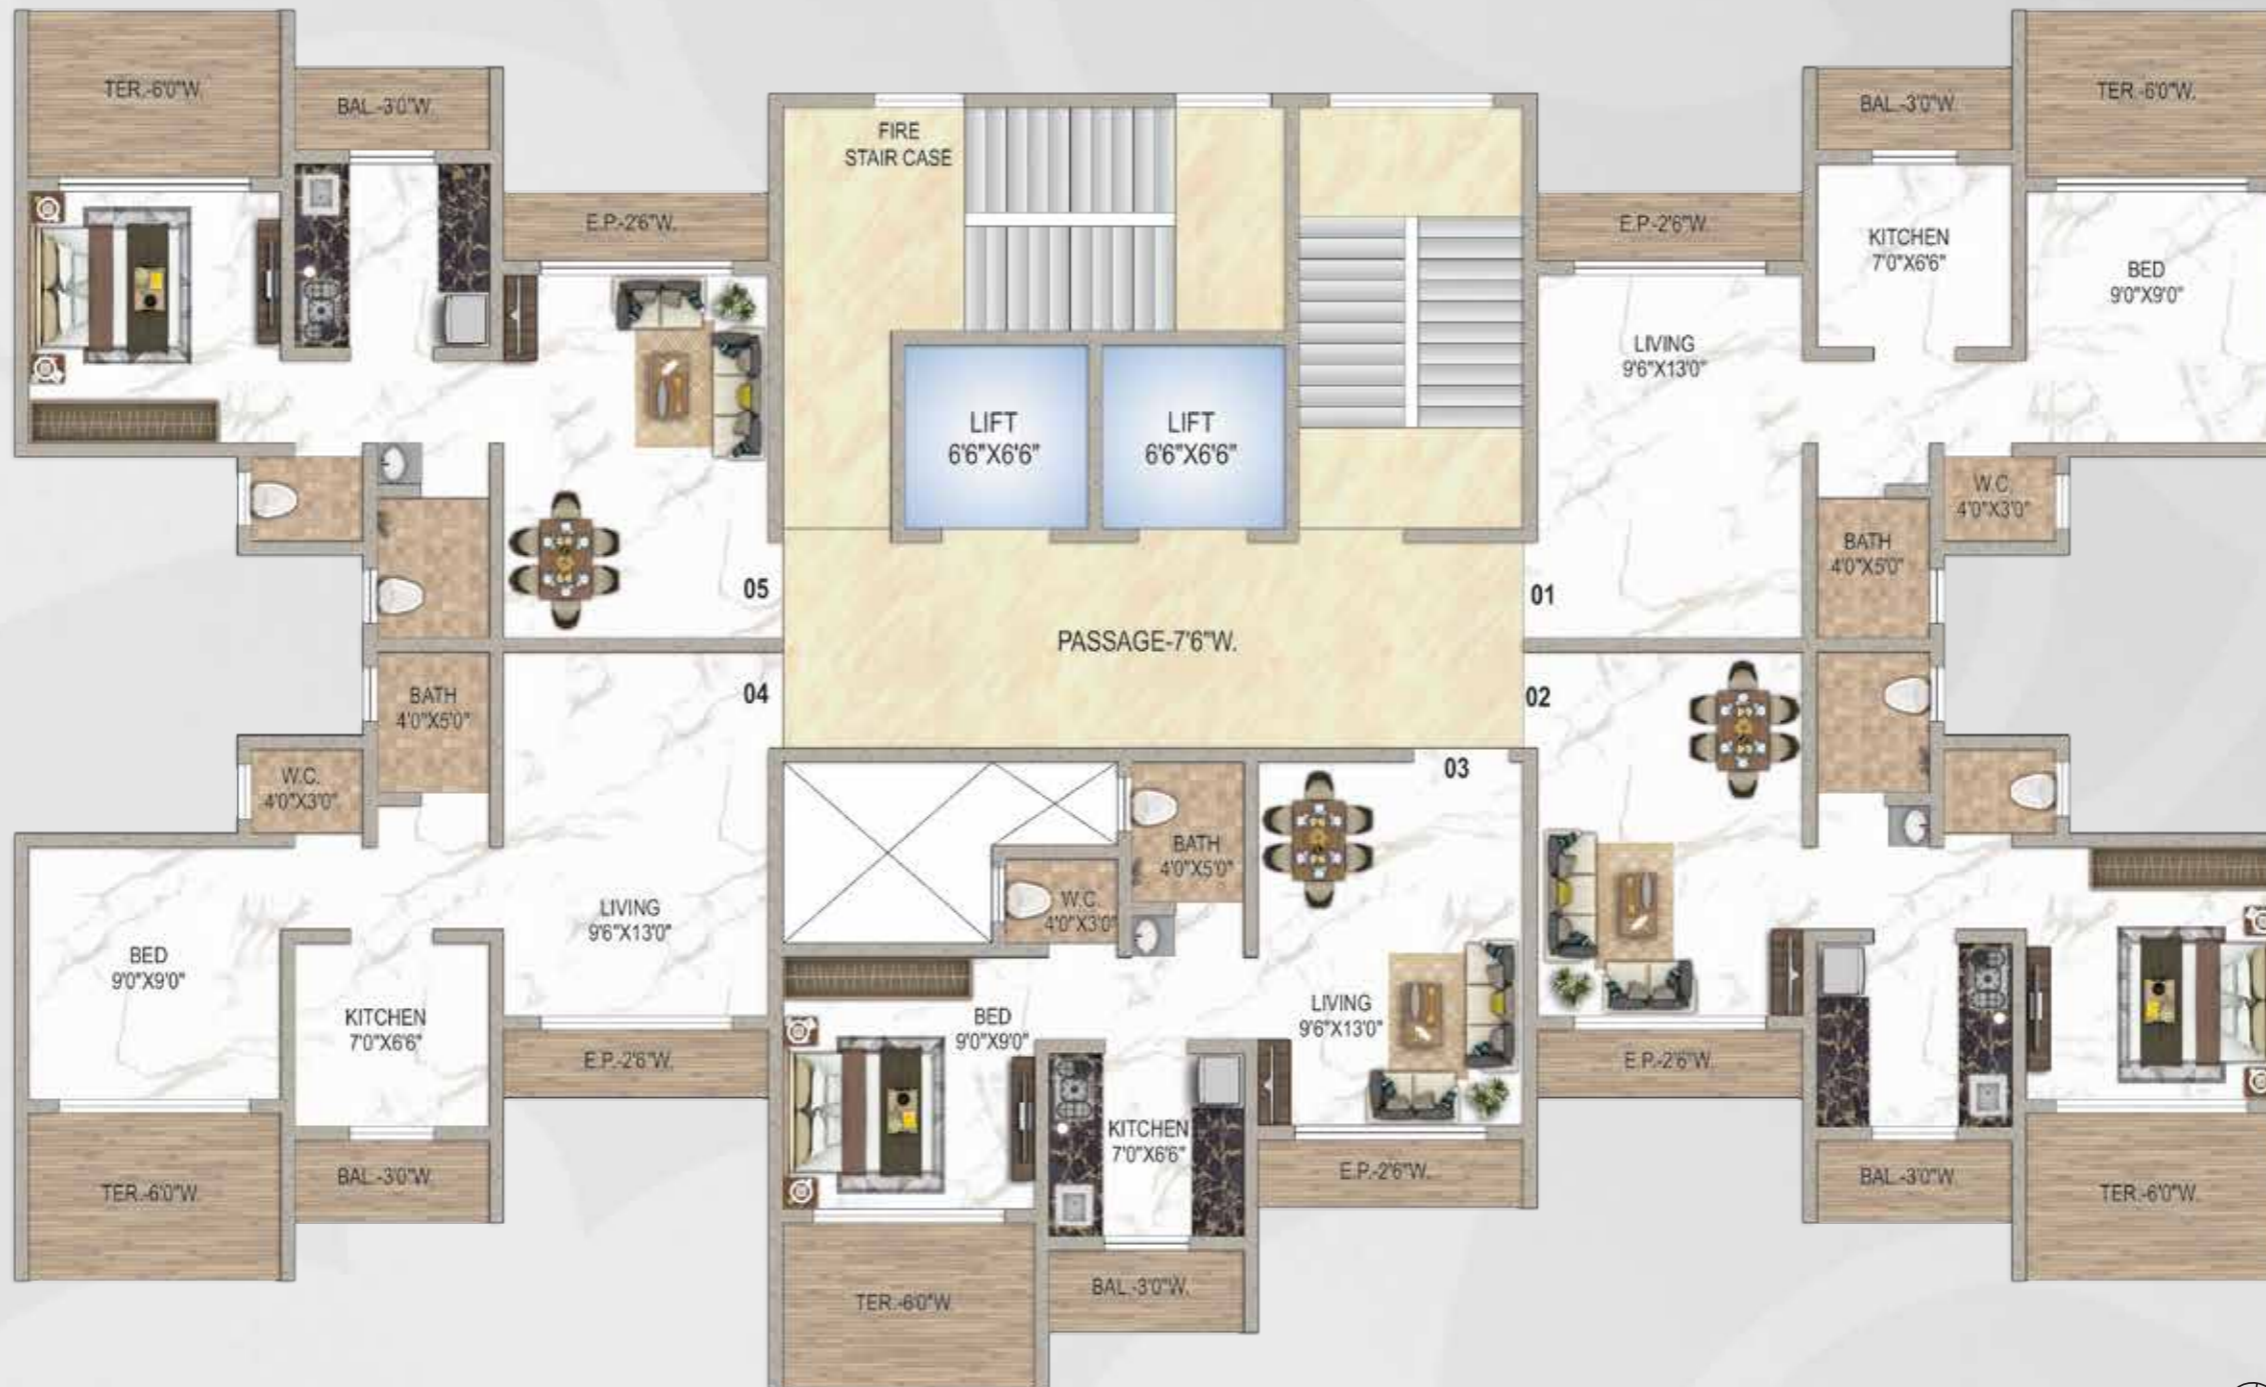 TER.-6'0"W.
BAL.-3'0"W.
E.P.-2'6"W.
05
FIRE
STAIR CASE
LIFT
6'6"X6'6"
LIFT
6'6"X6'6"
PASSAGE-7'6"W.
E.P.-2'6"W.
BAL.-3'0"W.
TER.-6'0"W.
KITCHEN
7'0"X6'6"
BED
9'0"X9'0"
LIVING
9'6"X13'0"
W.C.
4'0"X3'0"
BATH
4'0"X5'0"
01
04
BATH
4'0"X5'0"
W.C.
4'0"X3'0"
BED
9'0"X9'0"
KITCHEN
7'0"X6'6"
LIVING
9'6"X13'0"
E.P.-2'6"W.
BAL.-3'0"W.
TER.-6'0"W.
03
BATH
4'0"X5'0"
W.C.
4'0"X3'0"
BED
9'0"X9'0"
LIVING
9'6"X13'0"
KITCHEN
7'0"X6'6"
E.P.-2'6"W.
BAL.-3'0"W.
TER.-6'0"W.
02
E.P.-2'6"W.
BAL.-3'0"W.
TER.-6'0"W.